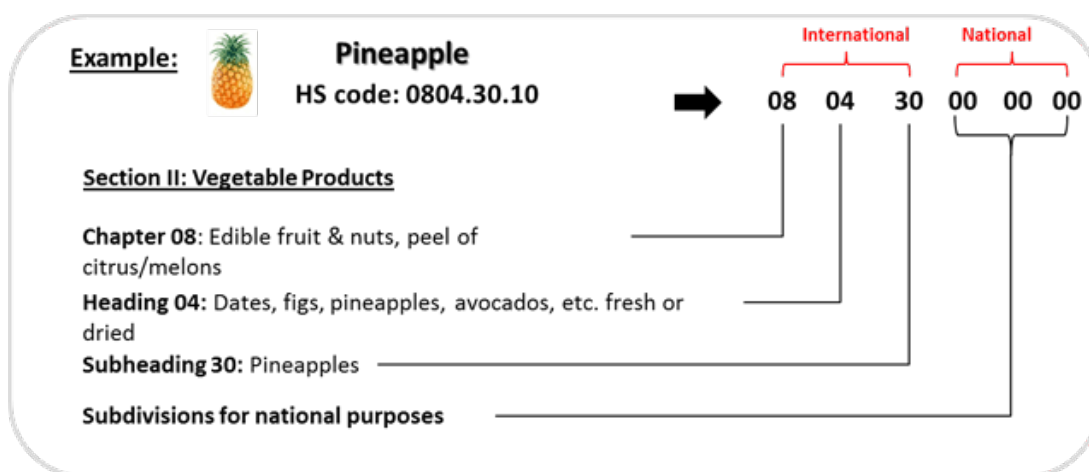 International National
Example: Pineapple
HS code: 0804.30.10
08 04 30 00 00 00
Section II: Vegetable Products
Chapter 08: Edible fruit & nuts, peel of
citrus/melons
Heading 04: Dates, figs, pineapples, avocados, etc. fresh or
dried
Subheading 30: Pineapples
Subdivisions for national purposes